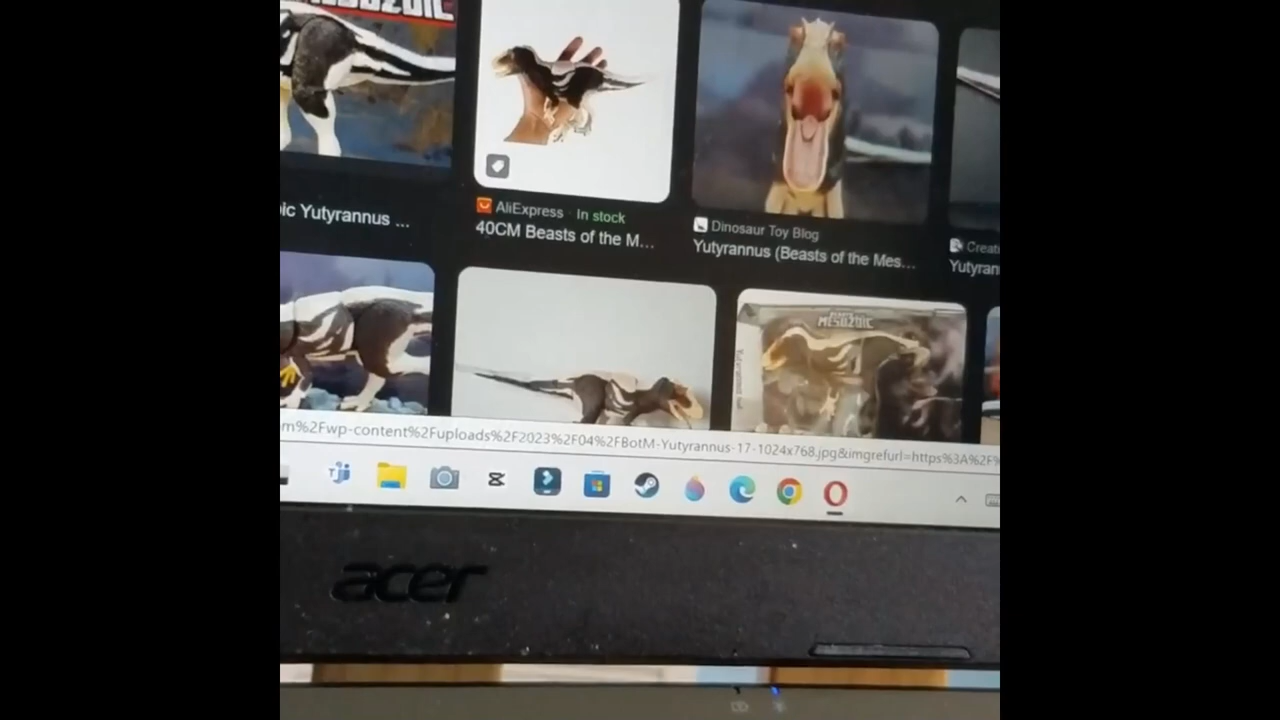 MESOZOIC
ic Yutyrannus ...
AliExpress · In stock
40CM Beasts of the M...
Dinosaur Toy Blog
Yutyrannus (Beasts of the Mes...
Creati
Yutyran
MESOZOIC
m%2Fwp-content%2Fuploads%2F2023%2F04%2FBotM-Yutyrannus-17-1024x768.jpg&imgrefurl=https%3A%2F%
acer